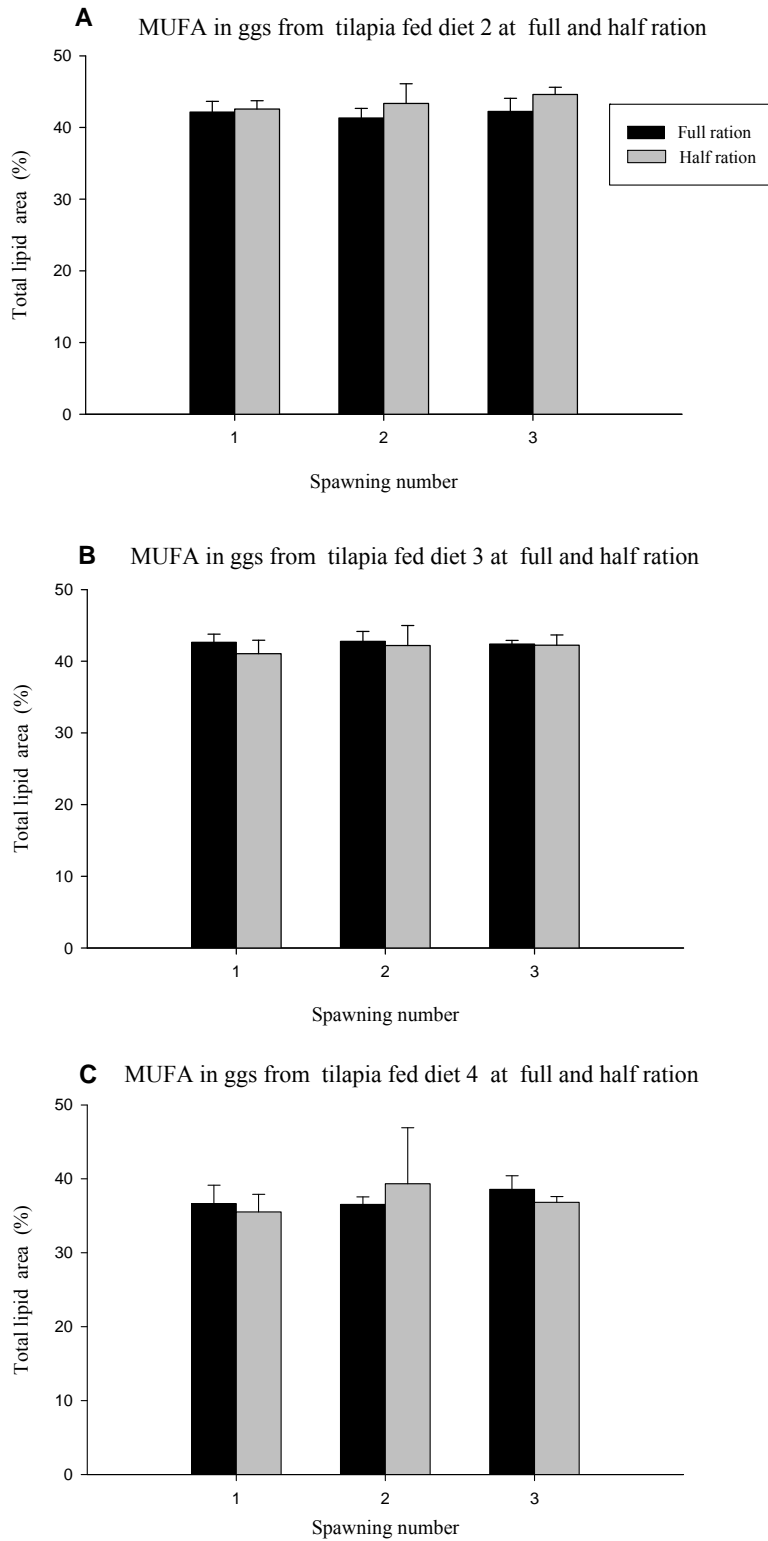 A MUFA in ggs from tilapia fed diet 2 at full and half ration
Total lipid area (%)
50
40
30
20
10
0
Full ration
Half ration
1 2 3
Spawning number
B MUFA in ggs from tilapia fed diet 3 at full and half ration
Total lipid area (%)
50
40
30
20
10
0
1 2 3
Spawning number
C MUFA in ggs from tilapia fed diet 4 at full and half ration
Total lipid area (%)
50
40
30
20
10
0
1 2 3
Spawning number